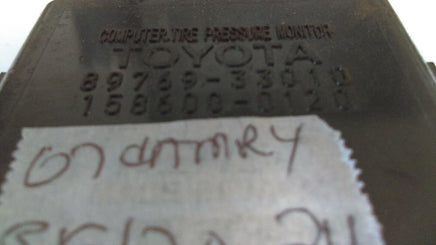 COMPUTER.TIRE PRESSURE MONITOR
TOYOTA
89769-33010
158600-0120
07 CAMRY